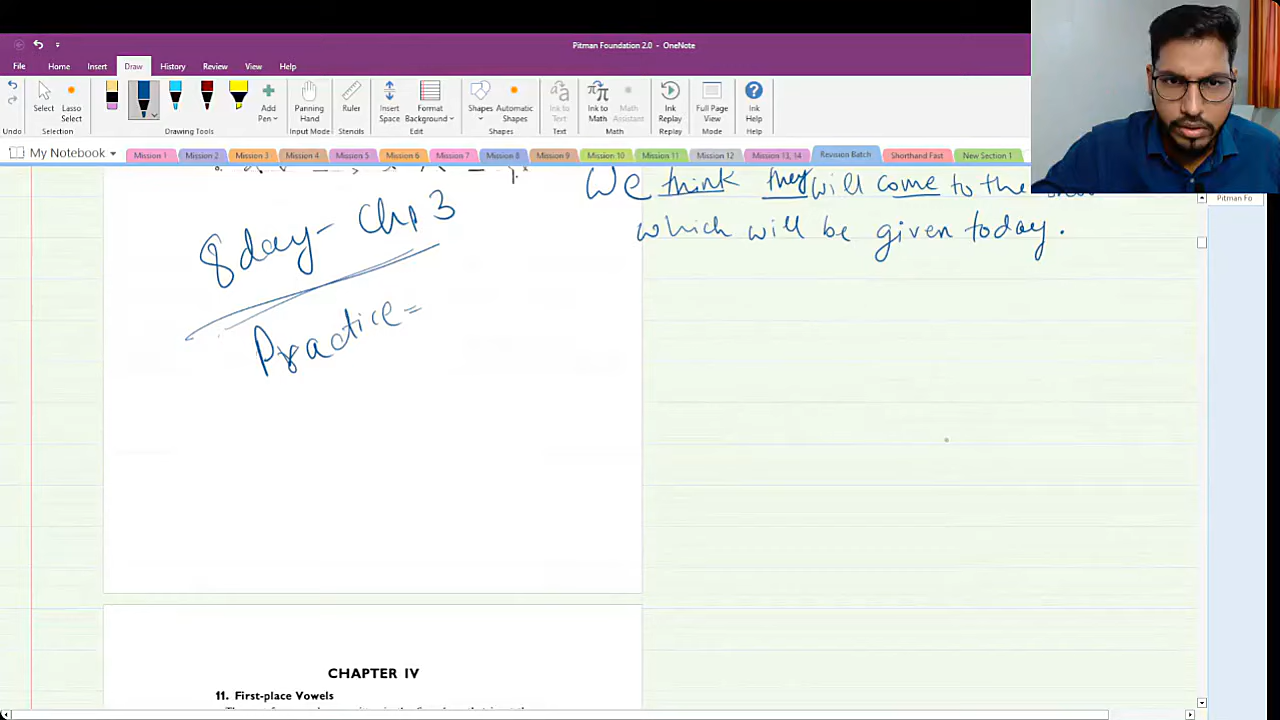 Pitman Foundation 2.0 - OneNote
File Home Insert Draw History Review View Help
Select Lasso Select Add Pen Panning Hand Ruler Insert Space Format Background Shapes Automatic Shapes Ink to Text Ink to Math Math Assistant Ink Replay Full Page View Ink Help
Undo Selection Drawing Tools Input Mode Stencils Edit Shapes Text Math Replay Mode Help
My Notebook Mission 1 Mission 2 Mission 3 Mission 4 Mission 5 Mission 6 Mission 7 Mission 8 Mission 9 Mission 10 Mission 11 Mission 12 Mission 13, 14 Revision Batch Shorthand Fast New Section 1
Pitman Fo
We think they will come to the
which will be given today.
8day- Chp 3
Practice=
CHAPTER IV
11. First-place Vowels